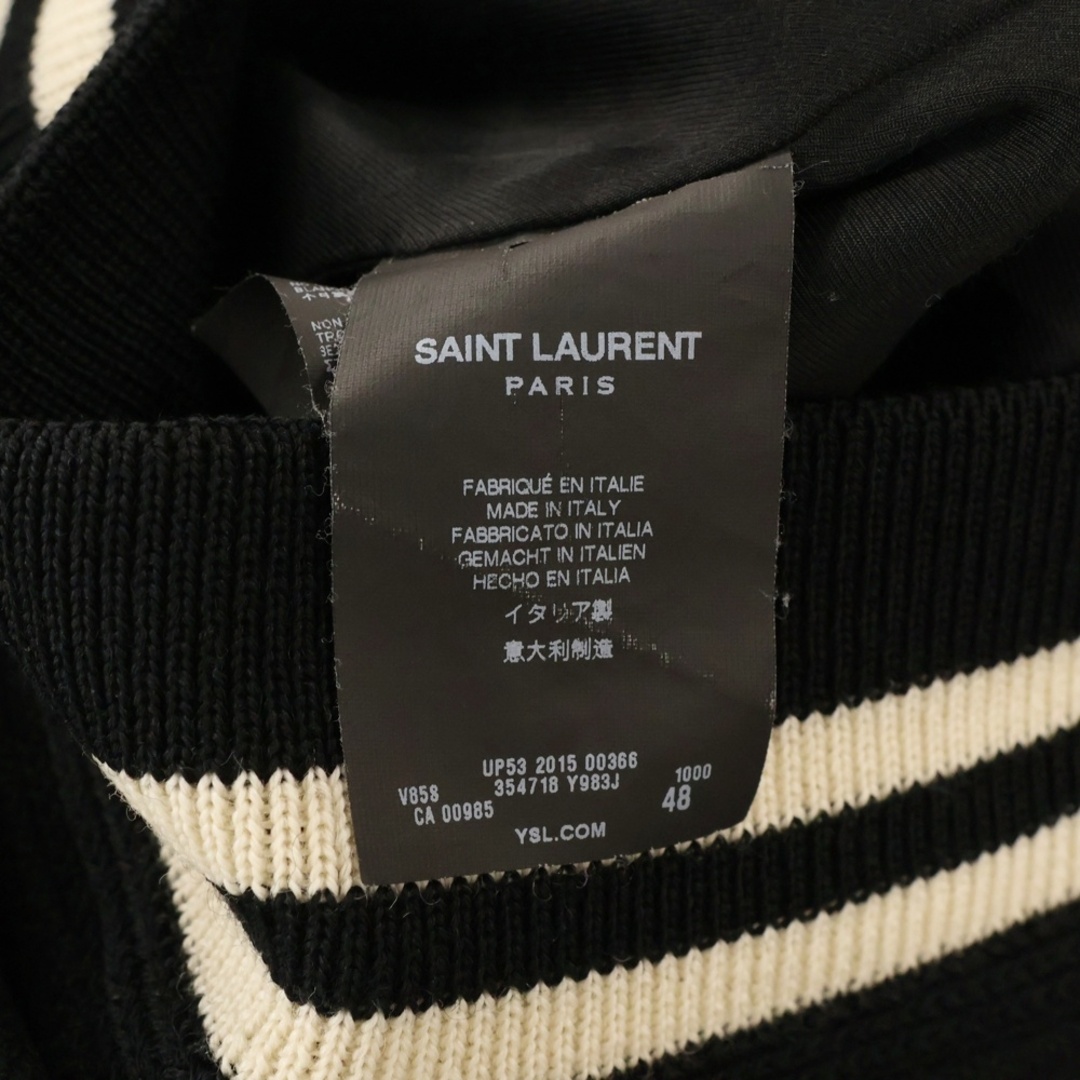 NON
SAINT LAURENT
PARIS
FABRIQUÉ EN ITALIE
MADE IN ITALY
FABBRICATO IN ITALIA
GEMACHT IN ITALIEN
HECHO EN ITALIA
イタリア製
意大利制造
UP53 2015 00366
V858 354718 Y983J 1000
CA 00985 48
YSL.COM